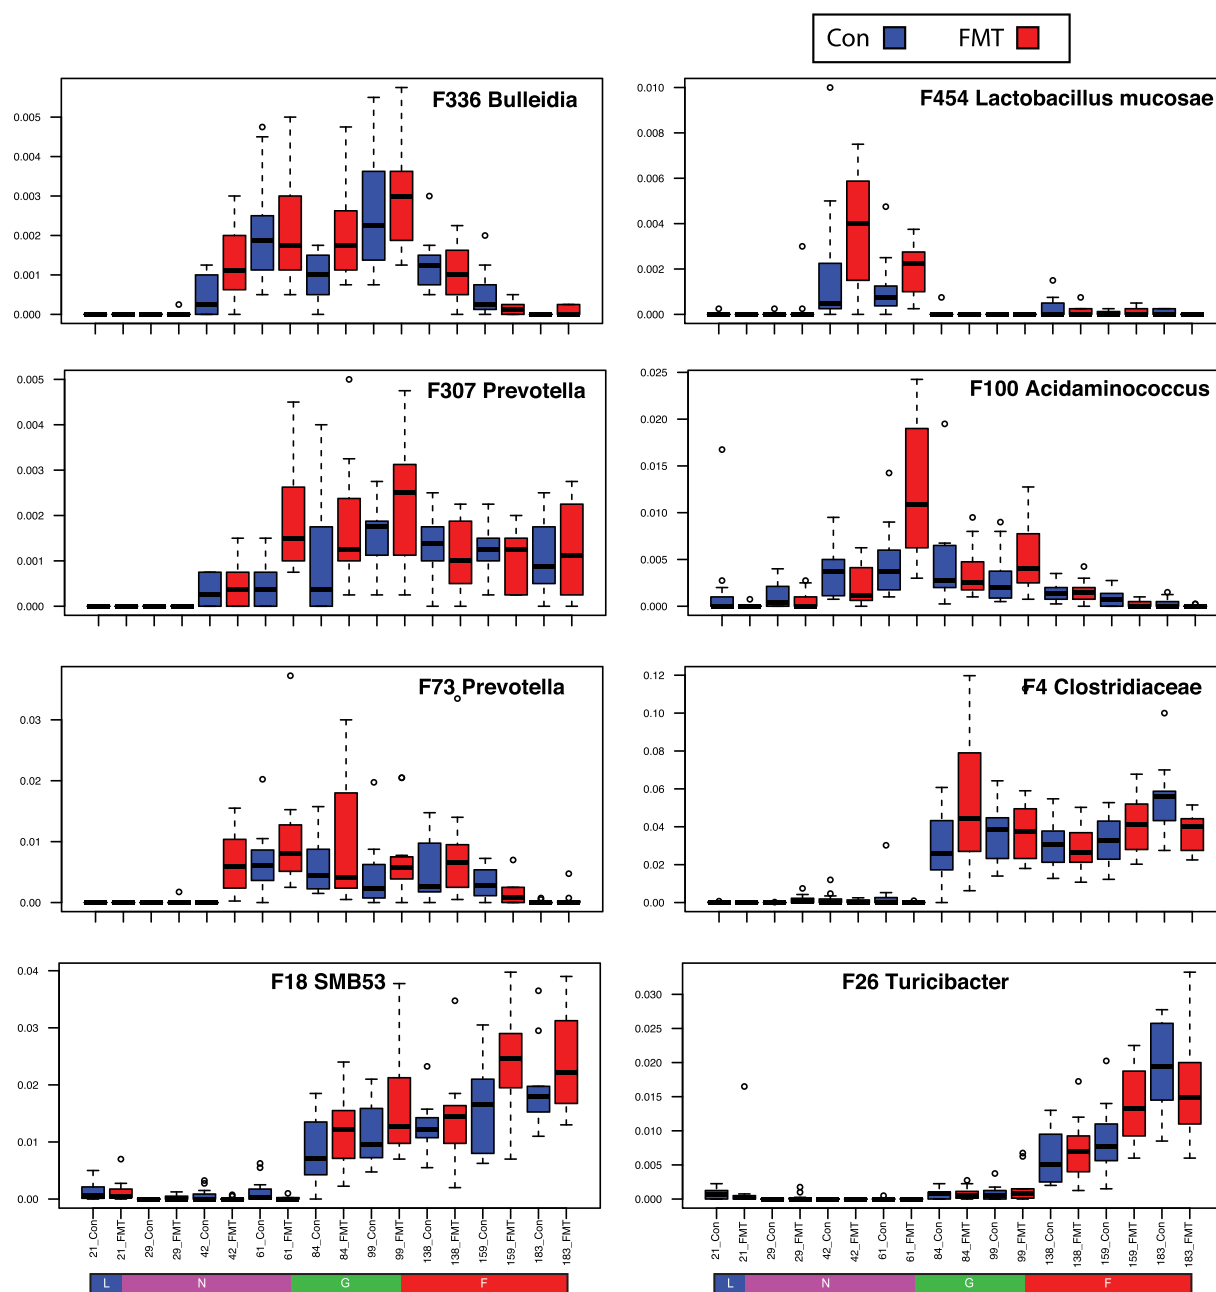 Con FMT
F336 Bulleidia
0.005
0.004
0.003
0.002
0.001
0.000
F454 Lactobacillus mucosae
0.010
0.008
0.006
0.004
0.002
0.000
F307 Prevotella
0.005
0.004
0.003
0.002
0.001
0.000
F100 Acidaminococcus
0.025
0.020
0.015
0.010
0.005
0.000
F73 Prevotella
0.03
0.02
0.01
0.00
F4 Clostridiaceae
0.12
0.10
0.08
0.06
0.04
0.02
0.00
F18 SMB53
0.04
0.03
0.02
0.01
0.00
F26 Turicibacter
0.030
0.025
0.020
0.015
0.010
0.005
0.000
21_Con
21_FMT
29_Con
29_FMT
42_Con
42_FMT
61_Con
61_FMT
84_Con
84_FMT
99_Con
99_FMT
138_Con
138_FMT
159_Con
159_FMT
183_Con
183_FMT
L N G F
21_Con
21_FMT
29_Con
29_FMT
42_Con
42_FMT
61_Con
61_FMT
84_Con
84_FMT
99_Con
99_FMT
138_Con
138_FMT
159_Con
159_FMT
183_Con
183_FMT
L N G F